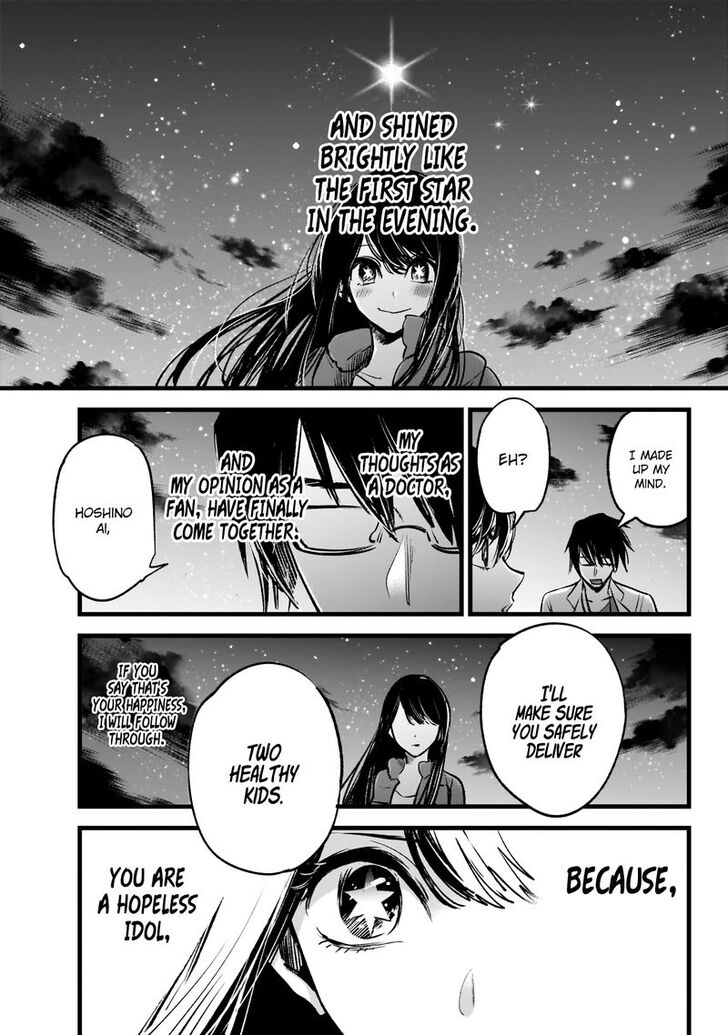 AND SHINED
BRIGHTLY LIKE
THE FIRST STAR
IN THE EVENING.
I MADE
UP MY
MIND.
EH?
MY
THOUGHTS AS
A DOCTOR,
AND
MY OPINION AS A
FAN, HAVE FINALLY
COME TOGETHER.
HOSHINO
AI,
I'LL
MAKE SURE
YOU SAFELY
DELIVER
TWO
HEALTHY
KIDS.
IF YOU
SAY THAT'S
YOUR HAPPINESS,
I WILL FOLLOW
THROUGH.
BECAUSE,
YOU ARE
A HOPELESS
IDOL,